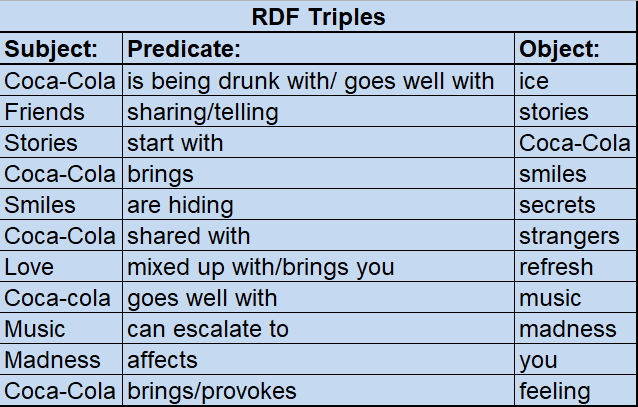 RDF Triples
Subject: Predicate: Object:
Coca-Cola is being drunk with/ goes well with ice
Friends sharing/telling stories
Stories start with Coca-Cola
Coca-Cola brings smiles
Smiles are hiding secrets
Coca-Cola shared with strangers
Love mixed up with/brings you refresh
Coca-cola goes well with music
Music can escalate to madness
Madness affects you
Coca-Cola brings/provokes feeling